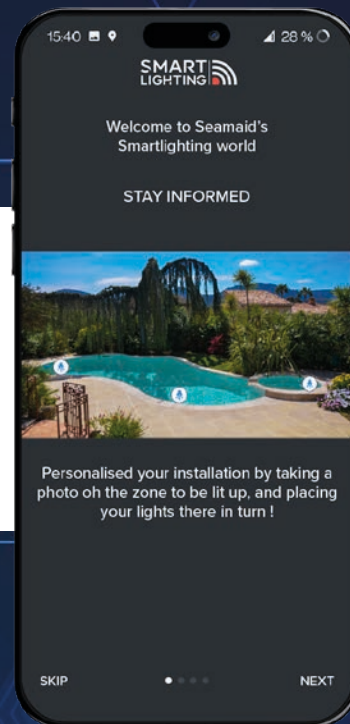 15:40
28 %
SMART
LIGHTING
Welcome to Seamaid's
Smartlighting world
STAY INFORMED
Personalised your installation by taking a
photo oh the zone to be lit up, and placing
your lights there in turn !
SKIP
NEXT